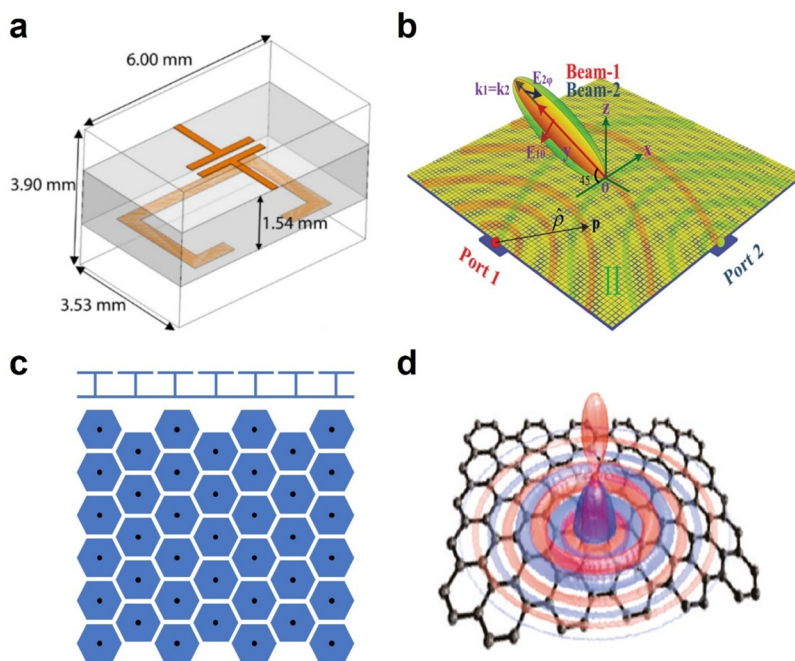 a
6.00 mm
3.90 mm
1.54 mm
3.53 mm
b
k1=k2
E2φ
Beam-1
Beam-2
z
x
E1θ
y
45°
o
ρ̂
p
Port 1
Port 2
II
c
d